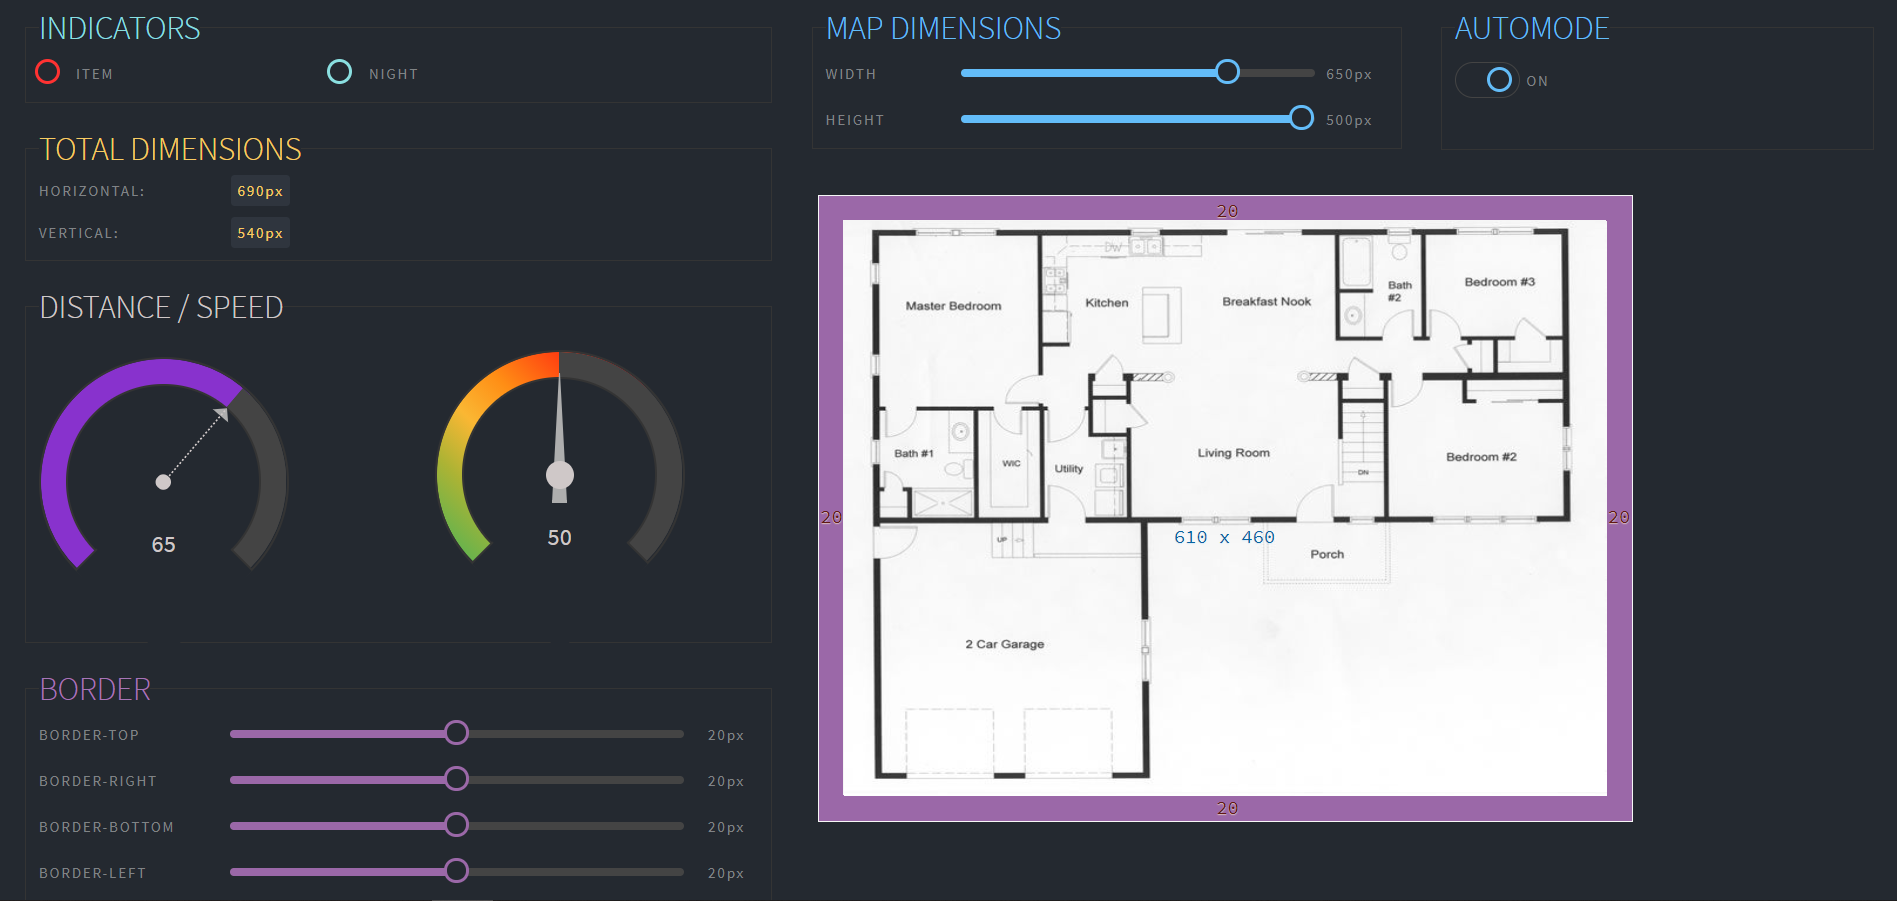 INDICATORS
ITEM
NIGHT
TOTAL DIMENSIONS
HORIZONTAL:
690px
VERTICAL:
540px
DISTANCE / SPEED
65
50
BORDER
BORDER-TOP
20px
BORDER-RIGHT
20px
BORDER-BOTTOM
20px
BORDER-LEFT
20px
MAP DIMENSIONS
WIDTH
650px
HEIGHT
500px
AUTOMODE
ON
20
DW
Master Bedroom
Kitchen
Breakfast Nook
Bath
#2
Bedroom #3
Bath #1
WIC
Utility
Living Room
DN
Bedroom #2
20
20
610 x 460
UP
Porch
2 Car Garage
20